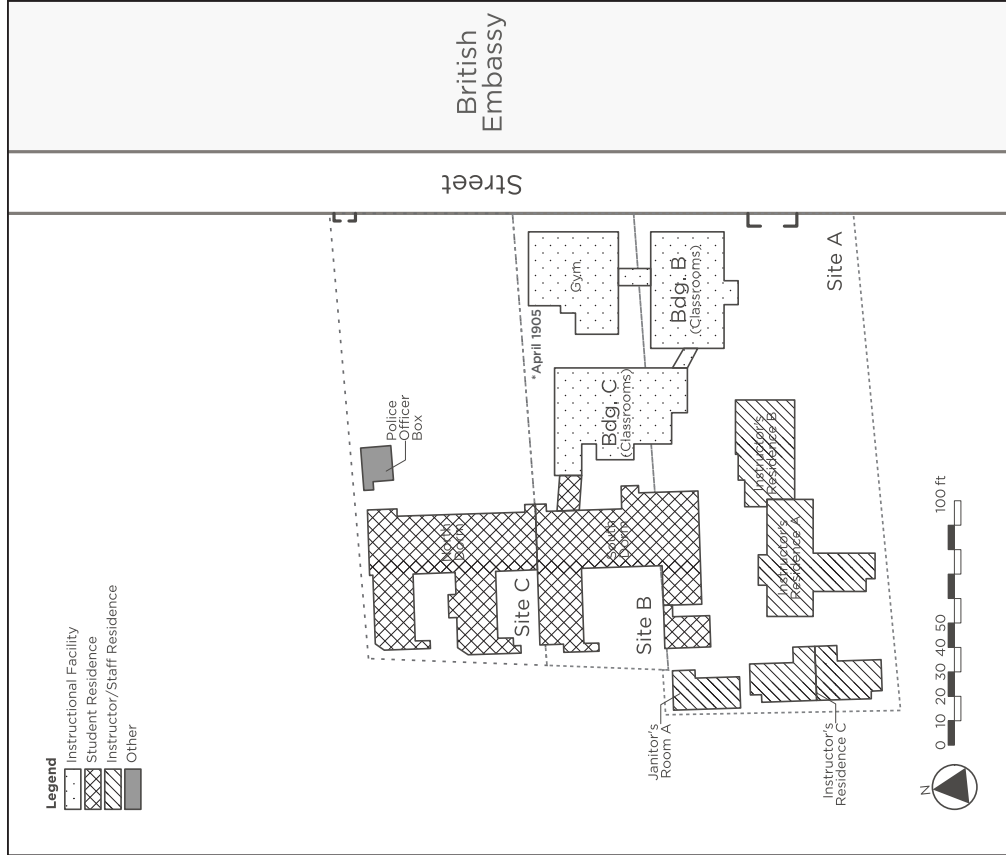 Legend
Instructional Facility
Student Residence
Instructor/Staff Residence
Other
British
Embassy
Street
Gym.
Bdg. B
(Classrooms)
Site A
*April 1905
Bdg. C
(Classrooms)
Police
Officer
Box
North
Dorm
South
Dorm
Site C
Site B
Instructor's
Residence B
Instructor's
Residence A
Janitor's
Room A
Instructor's
Residence C
0 10 20 30 40 50 100 ft
N